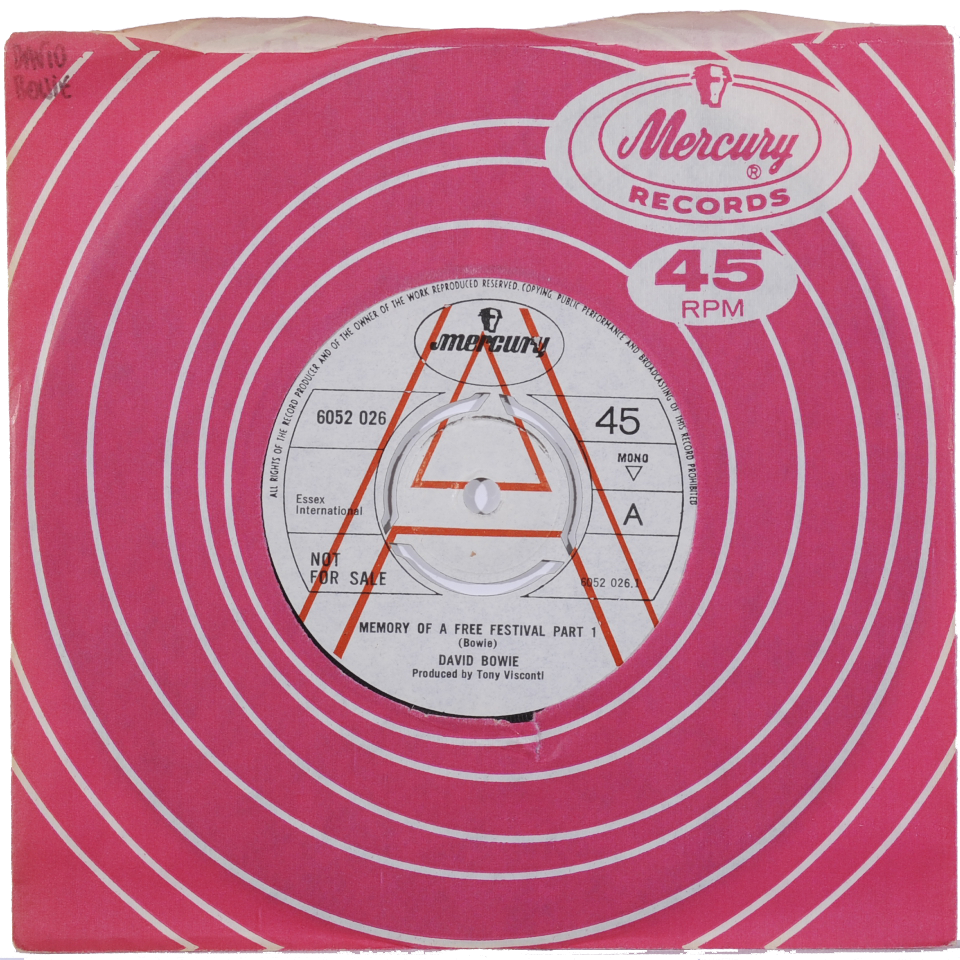 DAVID
BOWIE
Mercury
®
RECORDS
45
RPM
ALL RIGHTS OF THE RECORD PRODUCER AND OF THE OWNER OF THE WORK REPRODUCED RESERVED. COPYING, PUBLIC PERFORMANCE AND BROADCASTING OF THIS RECORD PROHIBITED
mercury
6052 026
45
MONO
Essex
International
A
NOT
FOR SALE
6052 026.1
A
MEMORY OF A FREE FESTIVAL PART 1
(Bowie)
DAVID BOWIE
Produced by Tony Visconti